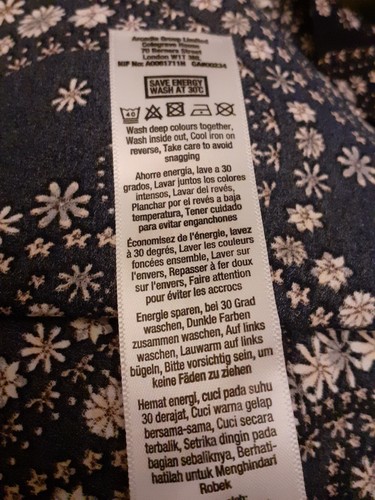 Arcadia Group Limited
Colegrave House
70 Berners Street
London W1T 3NL
SAVE ENERGY
WASH AT 30°C
40
Wash deep colours together,
Wash inside out, Cool iron on
reverse, Take care to avoid
snagging
Ahorre energía, lave a 30
grados, Lavar juntos los colores
intensos, Lavar del revés,
Planchar por el revés a baja
temperatura, Tener cuidado
para evitar enganchones
Économisez de l'énergie, lavez
à 30 degrés, Laver les couleurs
foncées ensemble, Laver sur
l'envers, Repasser à fer doux
sur l'envers, Faire attention
pour éviter les accrocs
Energie sparen, bei 30 Grad
waschen, Dunkle Farben
zusammen waschen, Auf links
waschen, Lauwarm auf links
bügeln, Bitte vorsichtig sein, um
keine Fäden zu ziehen
Hemat energi, cuci pada suhu
30 derajat, Cuci warna gelap
bersama-sama, Cuci secara
terbalik, Setrika dingin pada
bagian sebaliknya, Berhati-
hatilah untuk Menghindari
Robek